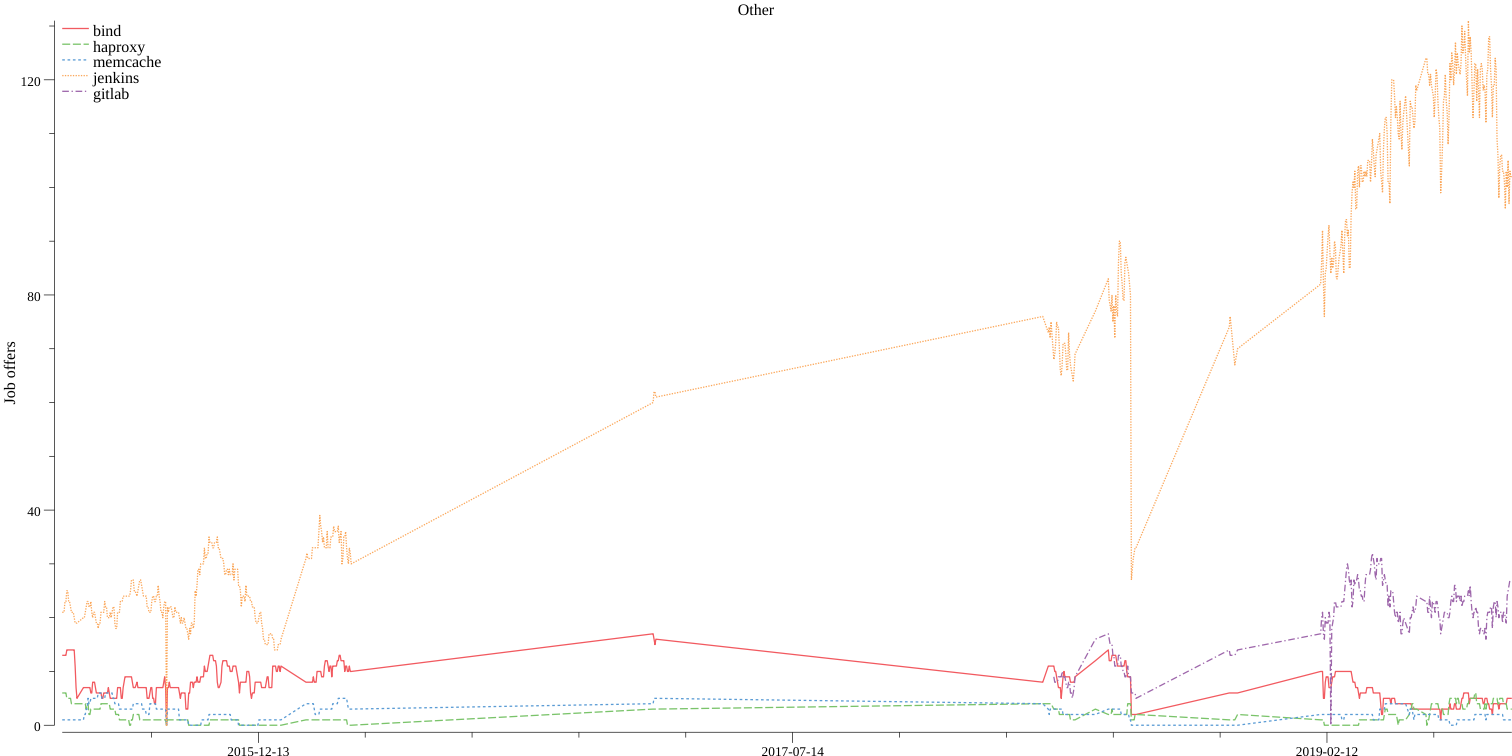 Other
bind
haproxy
memcache
jenkins
gitlab
120
80
40
0
Job offers
2015-12-13
2017-07-14
2019-02-12